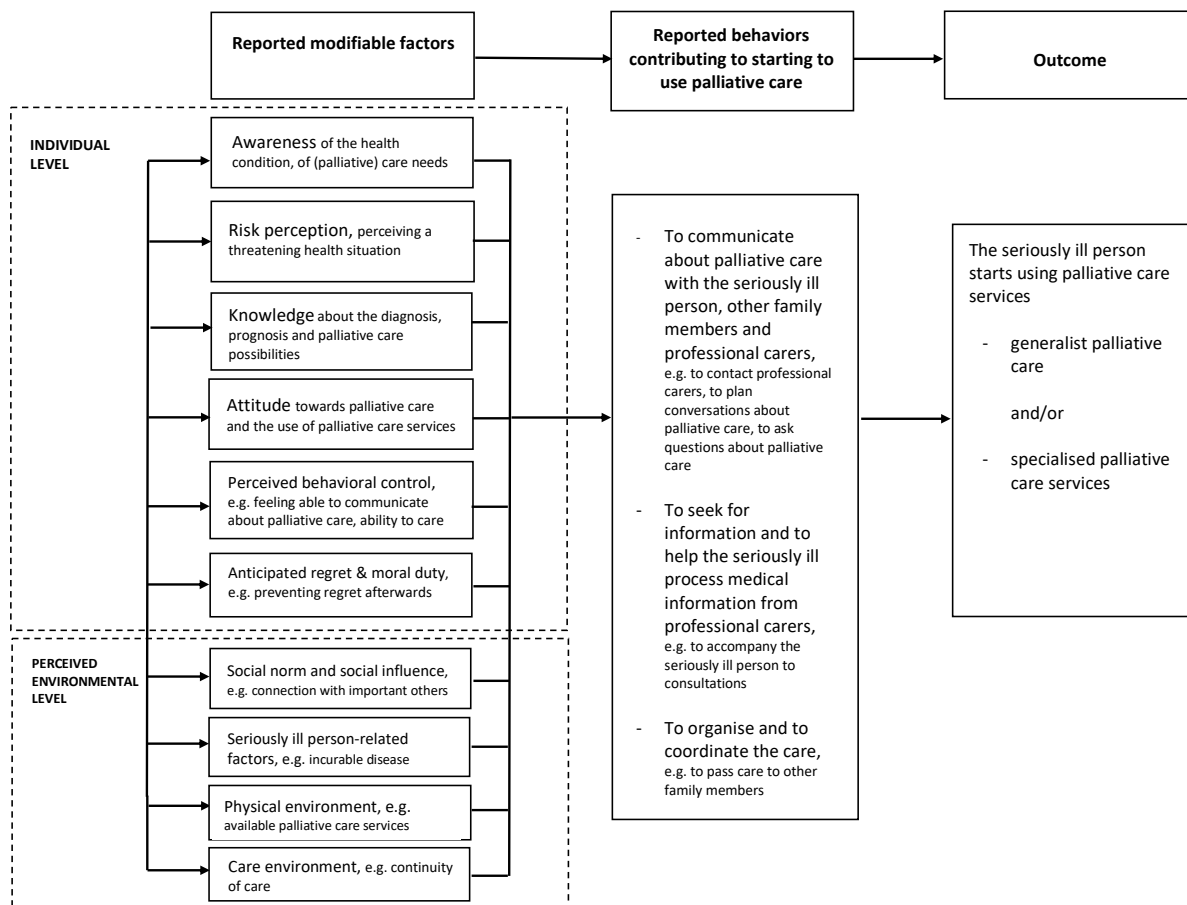 Reported modifiable factors
Reported behaviors
contributing to starting to
use palliative care
Outcome
INDIVIDUAL
LEVEL
Awareness of the health
condition, of (palliative) care needs
Risk perception, perceiving a
threatening health situation
Knowledge about the diagnosis,
prognosis and palliative care
possibilities
Attitude towards palliative care
and the use of palliative care services
Perceived behavioral control,
e.g. feeling able to communicate
about palliative care, ability to care
Anticipated regret & moral duty,
e.g. preventing regret afterwards
PERCEIVED
ENVIRONMENTAL
LEVEL
Social norm and social influence,
e.g. connection with important others
Seriously ill person-related
factors, e.g. incurable disease
Physical environment, e.g.
available palliative care services
Care environment, e.g. continuity
of care
- To communicate
about palliative care
with the seriously ill
person, other family
members and
professional carers,
e.g. to contact professional
carers, to plan
conversations about
palliative care, to ask
questions about palliative
care
- To seek for
information and to
help the seriously ill
process medical
information from
professional carers,
e.g. to accompany the
seriously ill person to
consultations
- To organise and to
coordinate the care,
e.g. to pass care to other
family members
The seriously ill person
starts using palliative care
services
- generalist palliative
care
and/or
- specialised palliative
care services